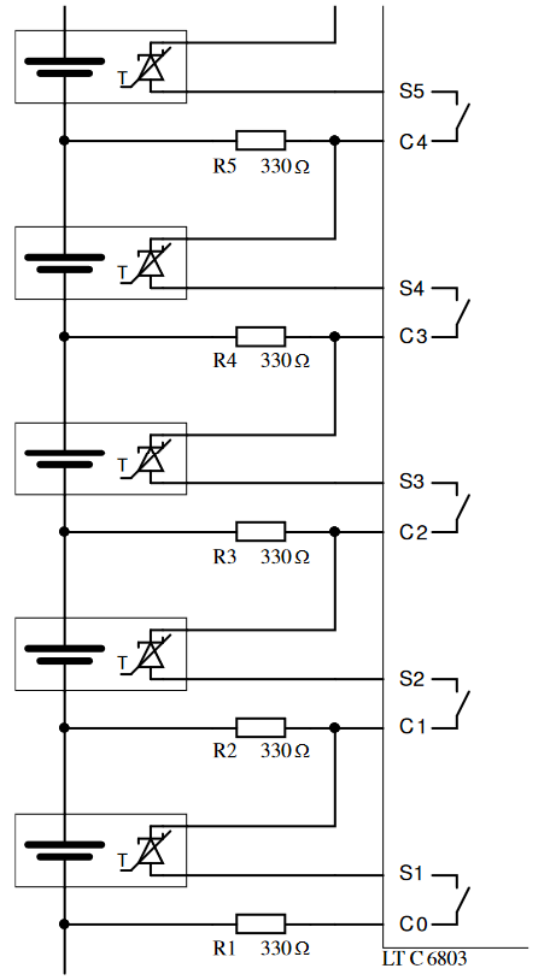 T
S5
C4
R5 330Ω
T
S4
C3
R4 330Ω
T
S3
C2
R3 330Ω
T
S2
C1
R2 330Ω
T
S1
C0
R1 330Ω
LT C 6803